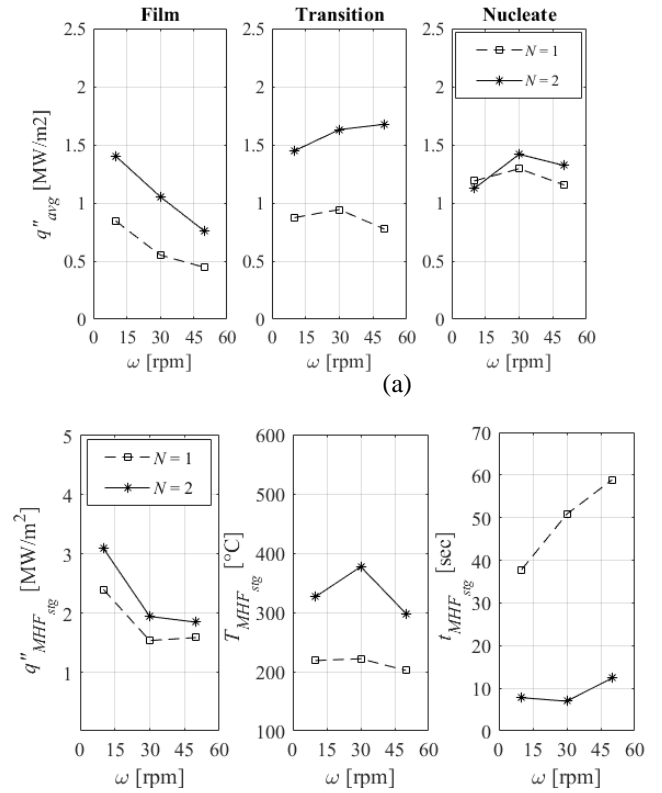 Film Transition Nucleate
2.5 2.5 2.5
N = 1
N = 2
2 2 2
1.5 1.5 1.5
1 1 1
0.5 0.5 0.5
0 0 0
q''avg [MW/m2]
0 15 30 45 60 0 15 30 45 60 0 15 30 45 60
ω [rpm] ω [rpm] ω [rpm]
(a)
5 600 70
N = 1
N = 2
60
4 500
50
3 400 40
30
2 300
20
1 200
10
100 0
q''MHFstg [MW/m2]
TMHFstg [°C]
tMHFstg [sec]
0 15 30 45 60 0 15 30 45 60 0 15 30 45 60
ω [rpm] ω [rpm] ω [rpm]